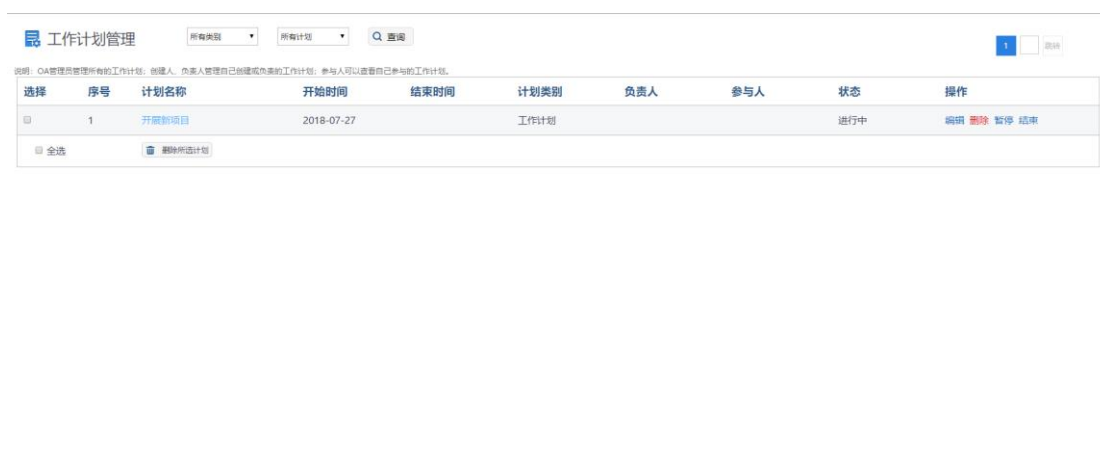 工作计划管理 所有类别 所有计划 查询 1 跳转
说明：OA管理员管理所有的工作计划；创建人、负责人管理自己创建或负责的工作计划；参与人可以查看自己参与的工作计划。
选择 序号 计划名称 开始时间 结束时间 计划类别 负责人 参与人 状态 操作
1 开展新项目 2018-07-27 工作计划 进行中 编辑 删除 暂停 结束
全选 删除所选计划